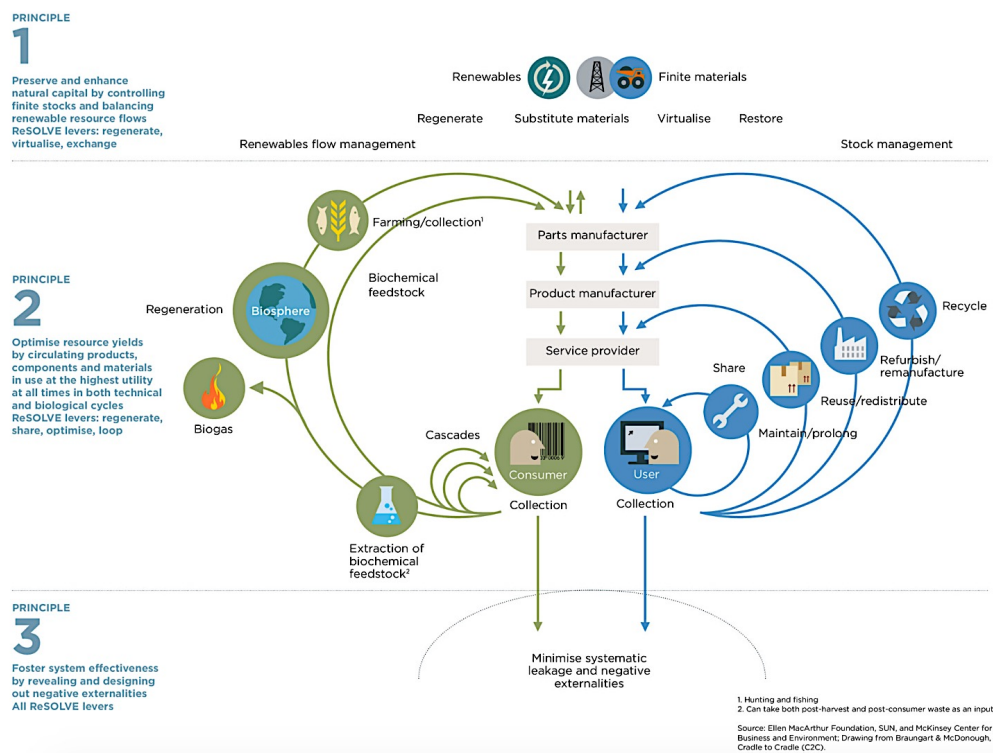 PRINCIPLE
1
Preserve and enhance
natural capital by controlling
finite stocks and balancing
renewable resource flows
ReSOLVE levers: regenerate,
virtualise, exchange
Renewables
Finite materials
Regenerate
Substitute materials
Virtualise
Restore
Renewables flow management
Stock management
PRINCIPLE
2
Optimise resource yields
by circulating products,
components and materials
in use at the highest utility
at all times in both technical
and biological cycles
ReSOLVE levers: regenerate,
share, optimise, loop
Farming/collection¹
Parts manufacturer
Biochemical
feedstock
Product manufacturer
Regeneration
Biosphere
Recycle
Service provider
Refurbish/
remanufacture
Share
Reuse/redistribute
Biogas
Cascades
Maintain/prolong
Consumer
User
Collection
Collection
Extraction of
biochemical
feedstock²
PRINCIPLE
3
Foster system effectiveness
by revealing and designing
out negative externalities
All ReSOLVE levers
Minimise systematic
leakage and negative
externalities
1. Hunting and fishing
2. Can take both post-harvest and post-consumer waste as an input
Source: Ellen MacArthur Foundation, SUN, and McKinsey Center for
Business and Environment; Drawing from Braungart & McDonough,
Cradle to Cradle (C2C).